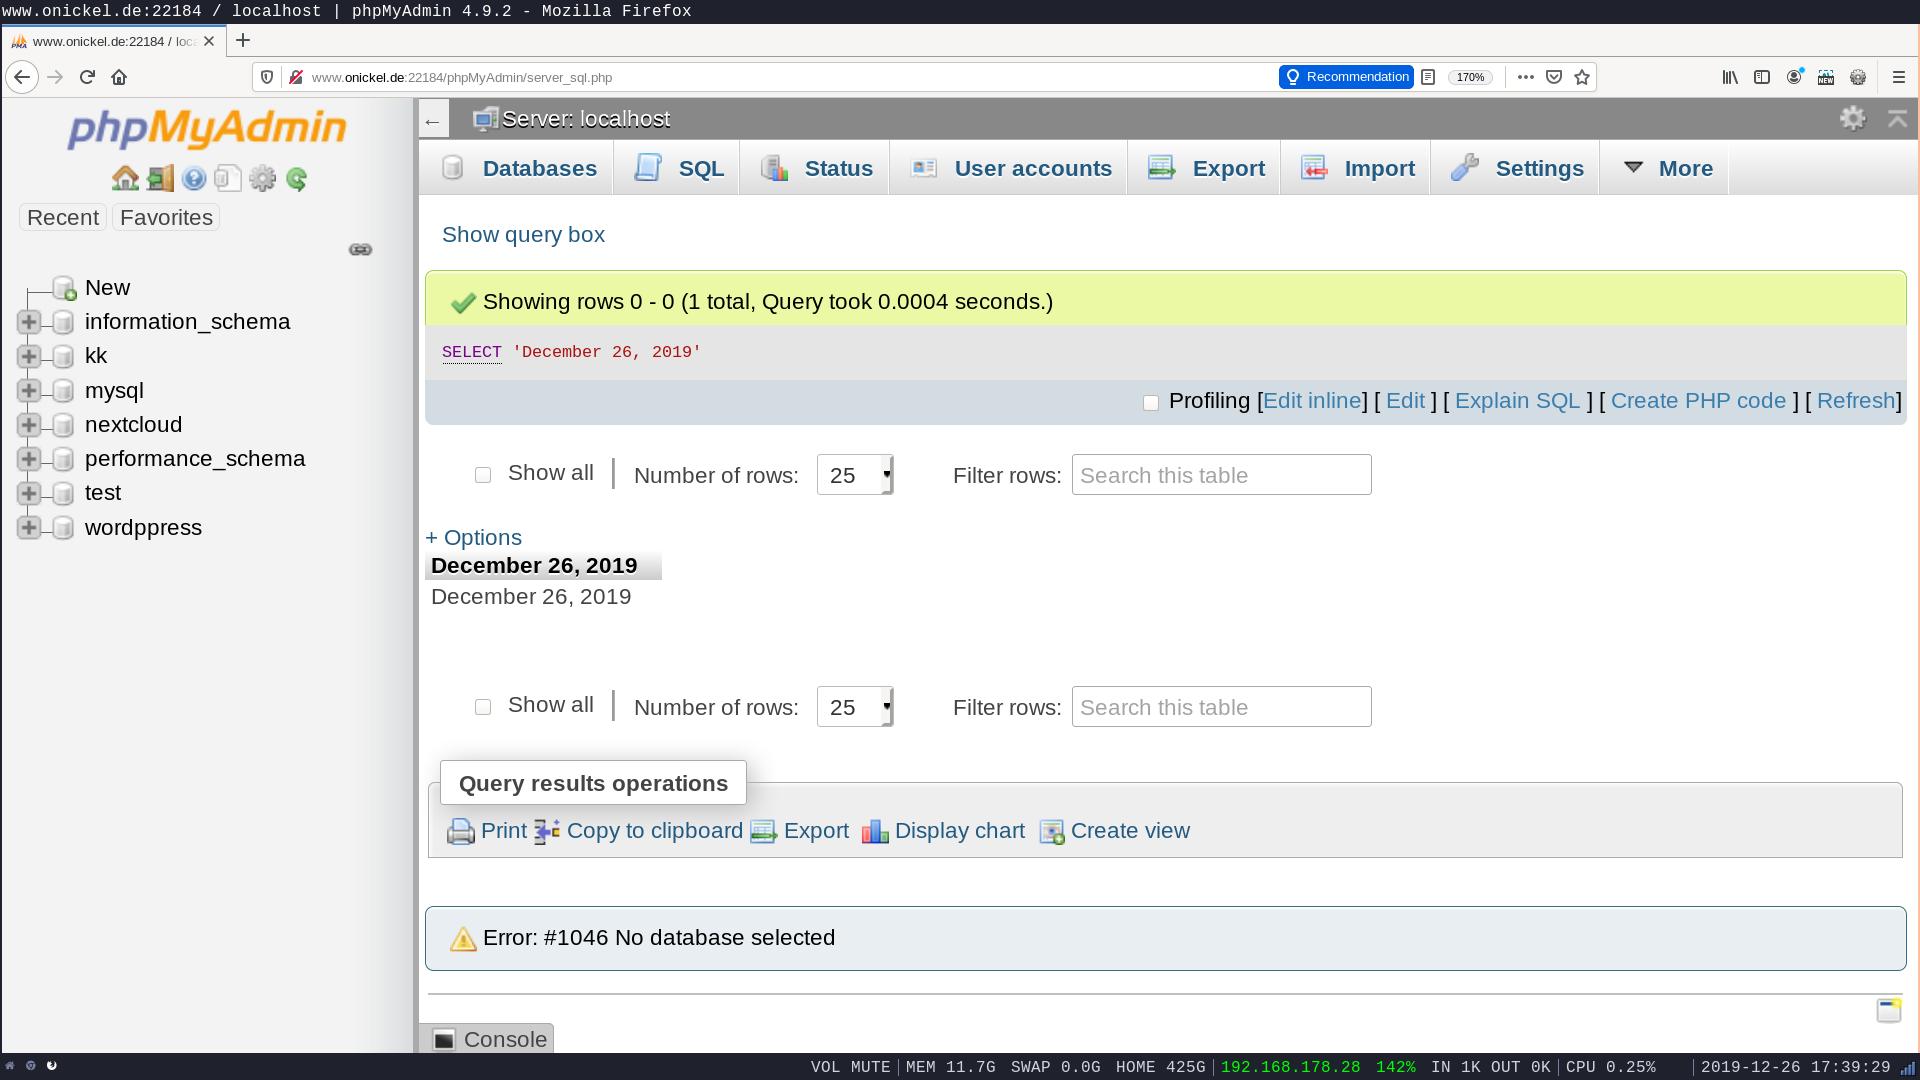 www.onickel.de:22184 / localhost | phpMyAdmin 4.9.2 - Mozilla Firefox
www.onickel.de:22184 / loc
www.onickel.de:22184/phpMyAdmin/server_sql.php
Recommendation
170%
phpMyAdmin
Recent Favorites
New
information_schema
kk
mysql
nextcloud
performance_schema
test
wordppress
← Server: localhost
Databases SQL Status User accounts Export Import Settings More
Show query box
Showing rows 0 - 0 (1 total, Query took 0.0004 seconds.)
SELECT 'December 26, 2019'
Profiling [Edit inline] [ Edit ] [ Explain SQL ] [ Create PHP code ] [ Refresh]
Show all | Number of rows: 25 Filter rows: Search this table
+ Options
December 26, 2019
December 26, 2019
Show all | Number of rows: 25 Filter rows: Search this table
Query results operations
Print Copy to clipboard Export Display chart Create view
Error: #1046 No database selected
Console
VOL MUTE | MEM 11.7G SWAP 0.0G HOME 425G | 192.168.178.28 142% IN 1K OUT 0K | CPU 0.25% | 2019-12-26 17:39:29